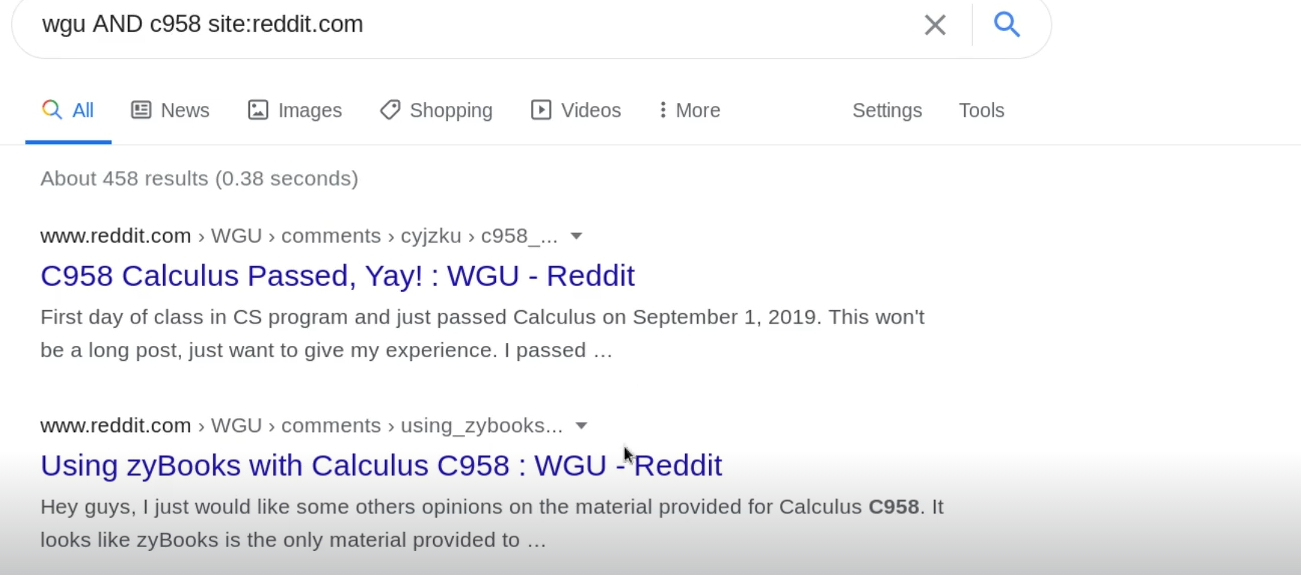 wgu AND c958 site:reddit.com
All News Images Shopping Videos More Settings Tools
About 458 results (0.38 seconds)
www.reddit.com › WGU › comments › cyjzku › c958_...
C958 Calculus Passed, Yay! : WGU - Reddit
First day of class in CS program and just passed Calculus on September 1, 2019. This won't
be a long post, just want to give my experience. I passed ...
www.reddit.com › WGU › comments › using_zybooks...
Using zyBooks with Calculus C958 : WGU - Reddit
Hey guys, I just would like some others opinions on the material provided for Calculus C958. It
looks like zyBooks is the only material provided to ...